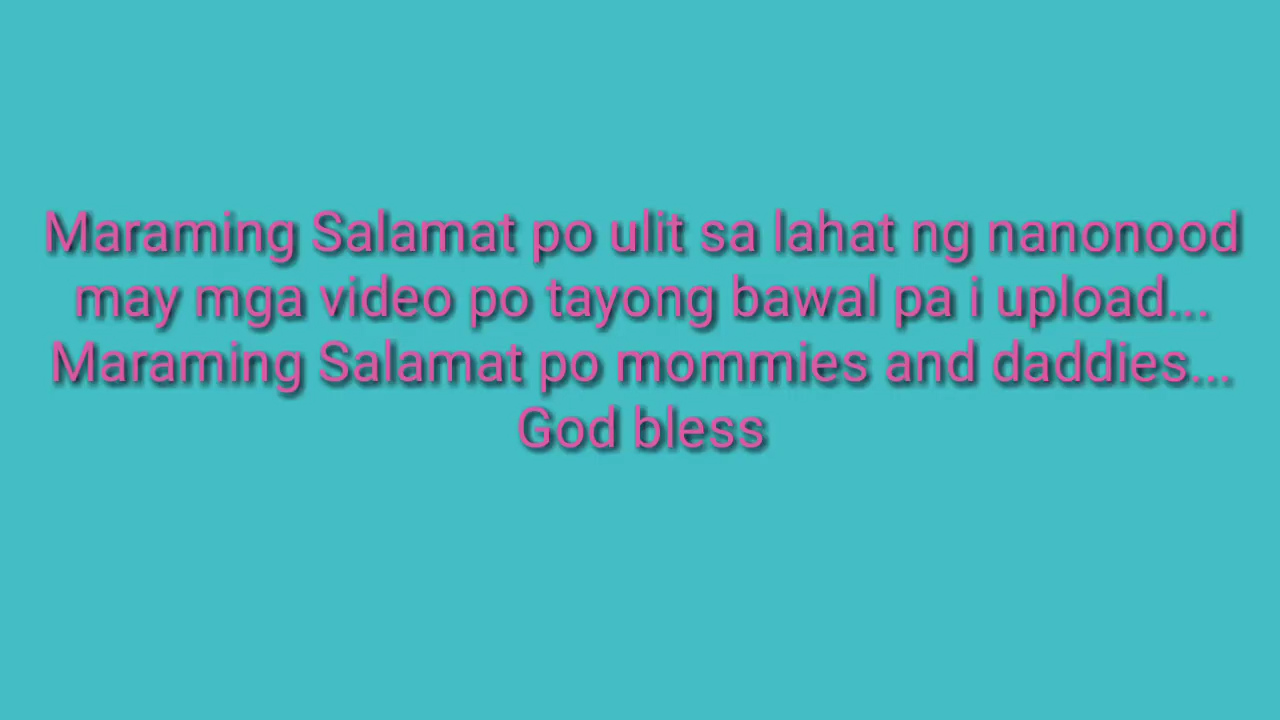 Maraming Salamat po ulit sa lahat ng nanonood
may mga video po tayong bawal pa i upload...
Maraming Salamat po mommies and daddies...
God bless